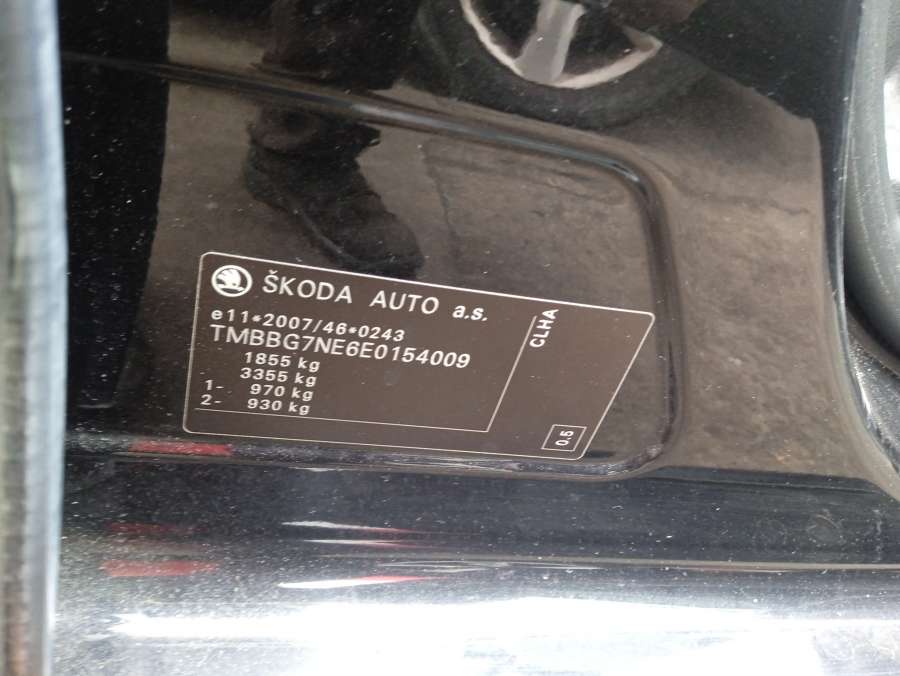 ŠKODA AUTO a.s.
e11*2007/46*0243
TMBBG7NE6E0154009
1855 kg
3355 kg
1- 970 kg
2- 930 kg
CLHA
0.5